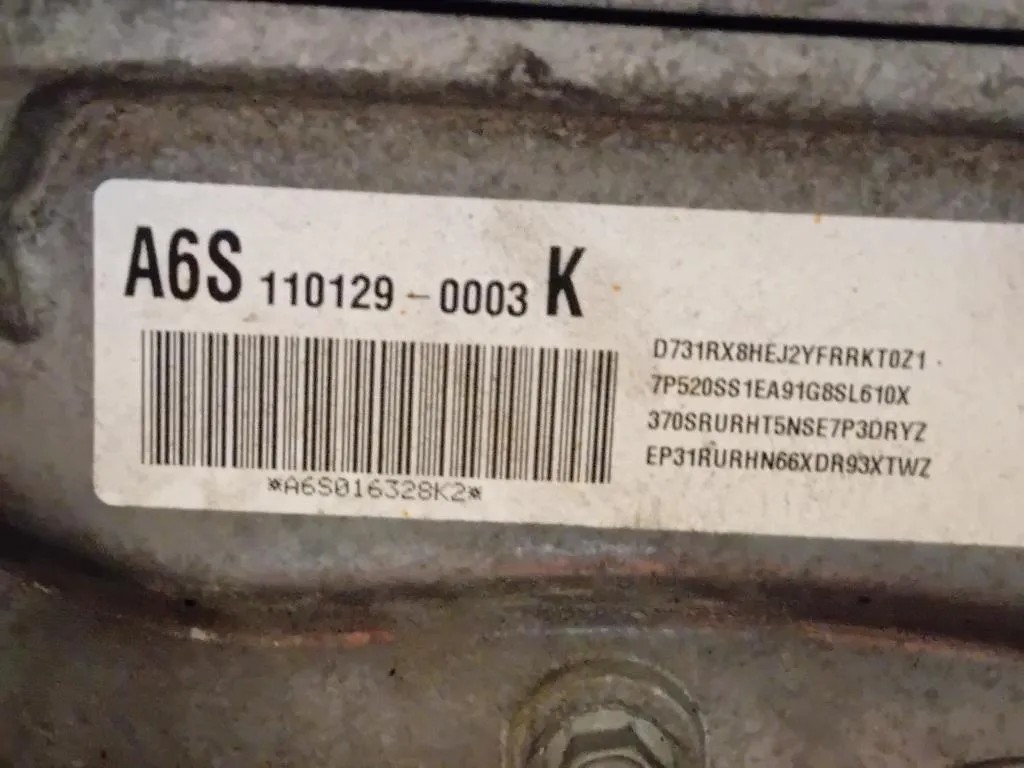 A6S 110129-0003 K
D731RX8HEJ2YFRRKT0Z1
7P520SS1EA91G8SL610X
370SRURHT5NSE7P3DRYZ
EP31RURHN66XDR93XTWZ
*A6S016328K2*